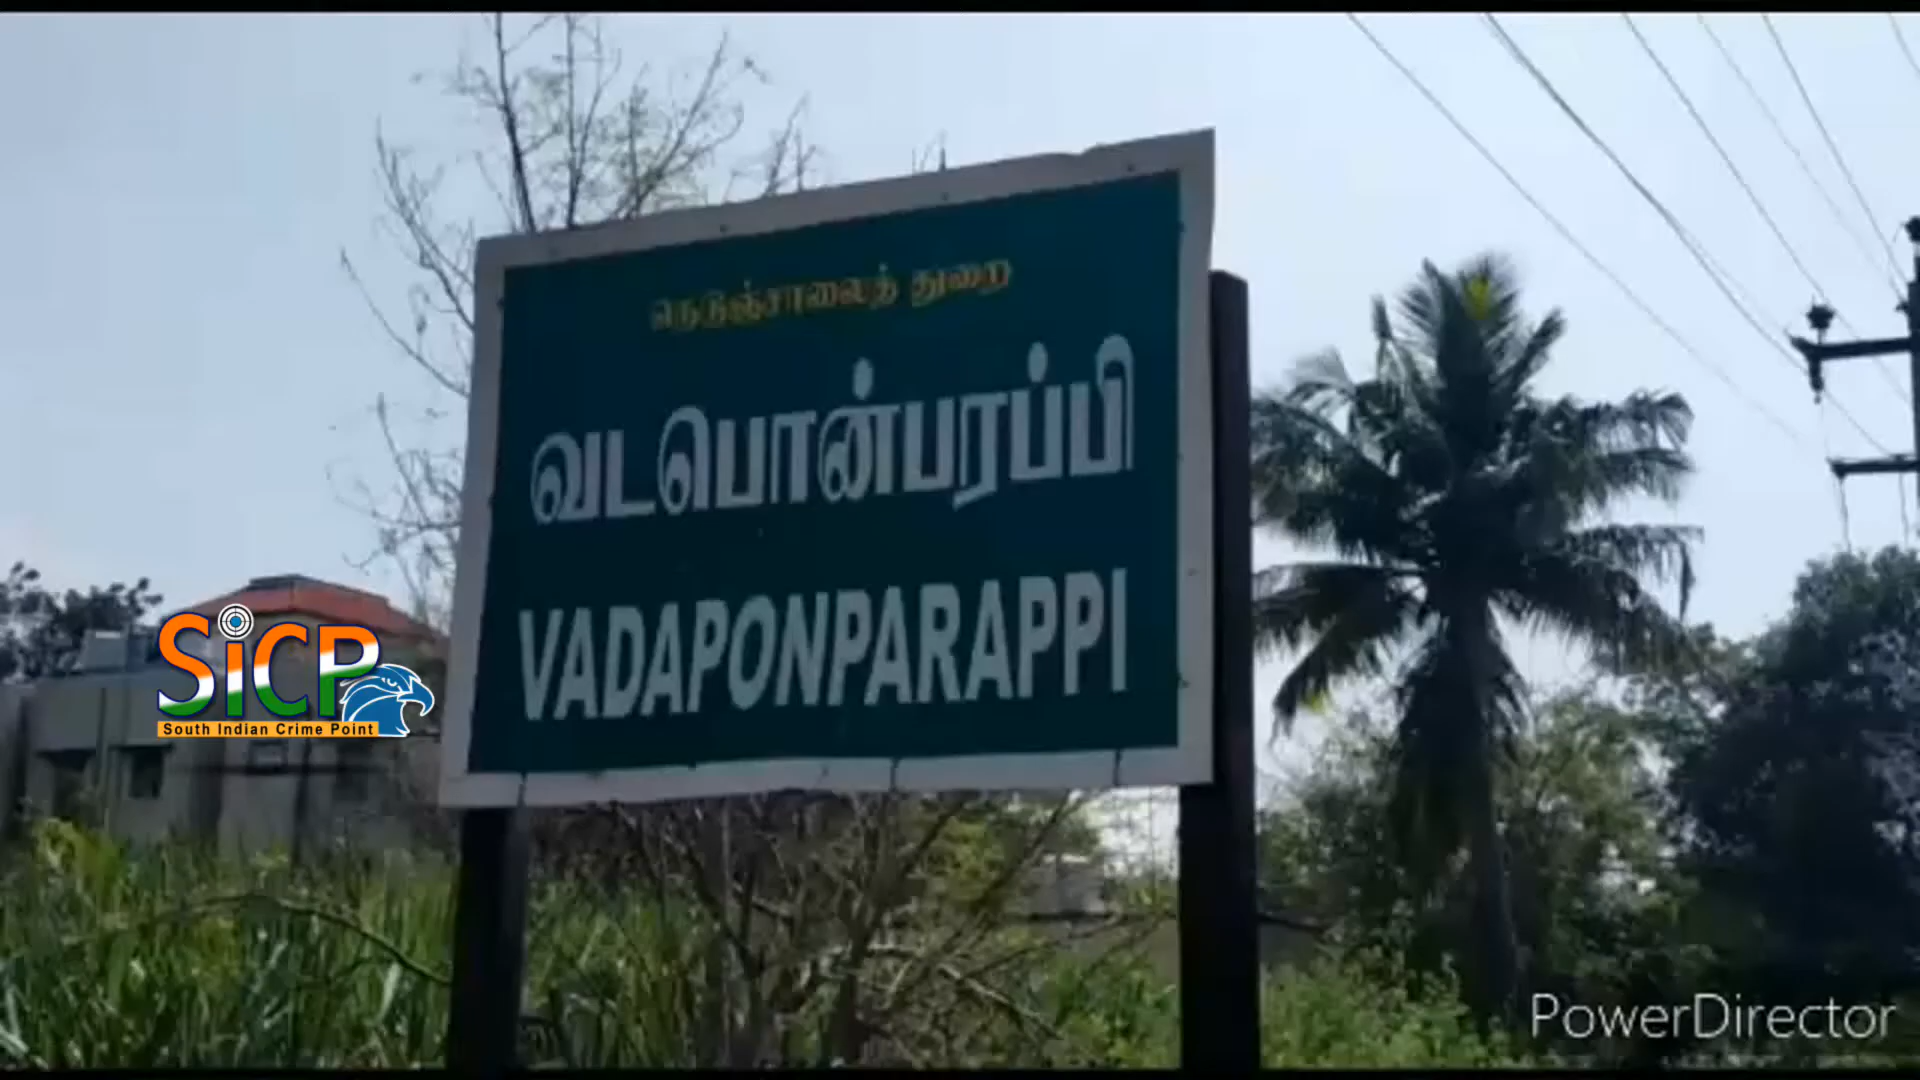 நெடுஞ்சாலைத் துறை
வடபொன்பரப்பி
VADAPONPARAPPI
SiCP
South Indian Crime Point
PowerDirector